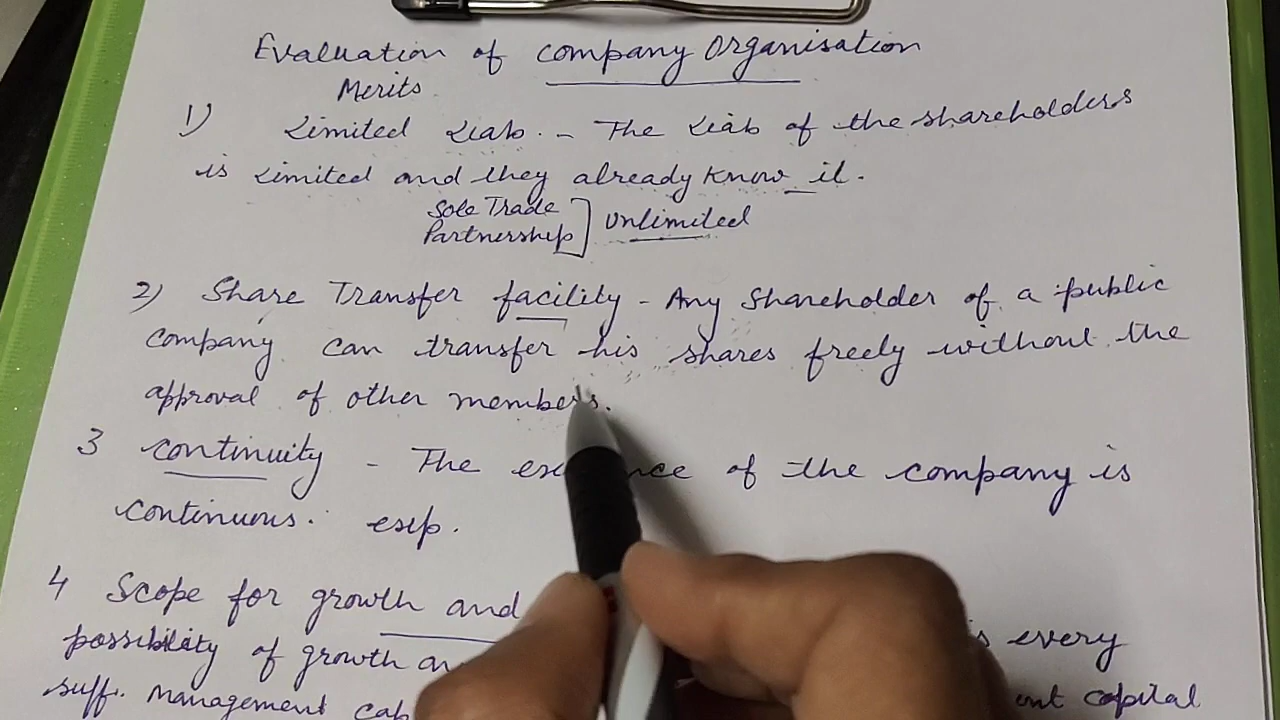 Evaluation of company Organisation
Merits
1) Limited Liab. - The Liab of the shareholders
is Limited and they already know it.
Sole Trade
Partnership ] Unlimited
2) Share Transfer facility - Any Shareholder of a public
company can transfer his shares freely without the
approval of other members.
3 continuity - The of the company is
continuous.
4 Scope for growth and
possibility of growth every
suff. management capital